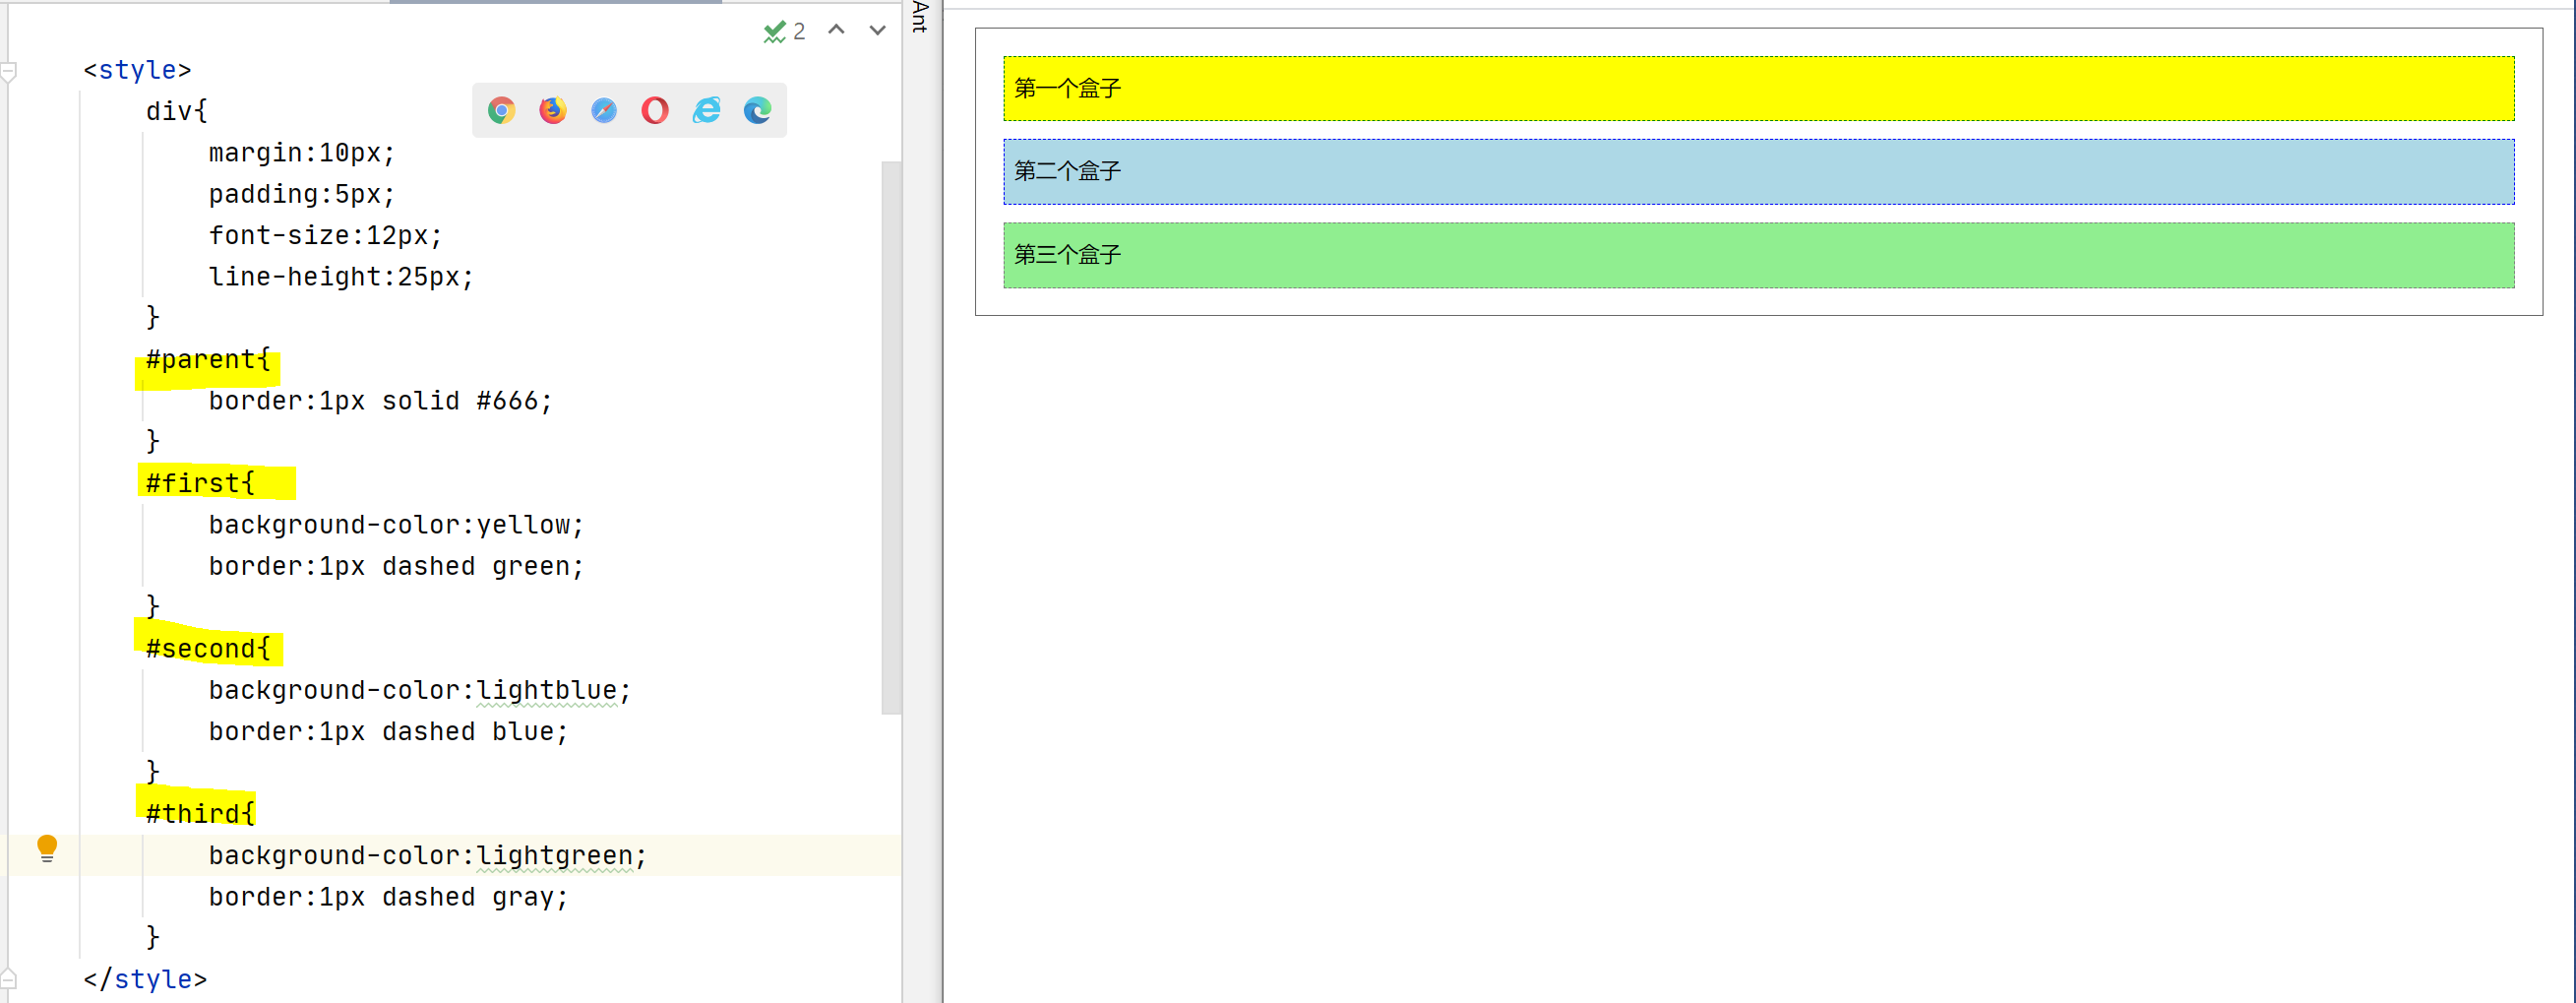 2
Ant
<style>
div{
margin:10px;
padding:5px;
font-size:12px;
line-height:25px;
}
#parent{
border:1px solid #666;
}
#first{
background-color:yellow;
border:1px dashed green;
}
#second{
background-color:lightblue;
border:1px dashed blue;
}
#third{
background-color:lightgreen;
border:1px dashed gray;
}
</style>
第一个盒子
第二个盒子
第三个盒子